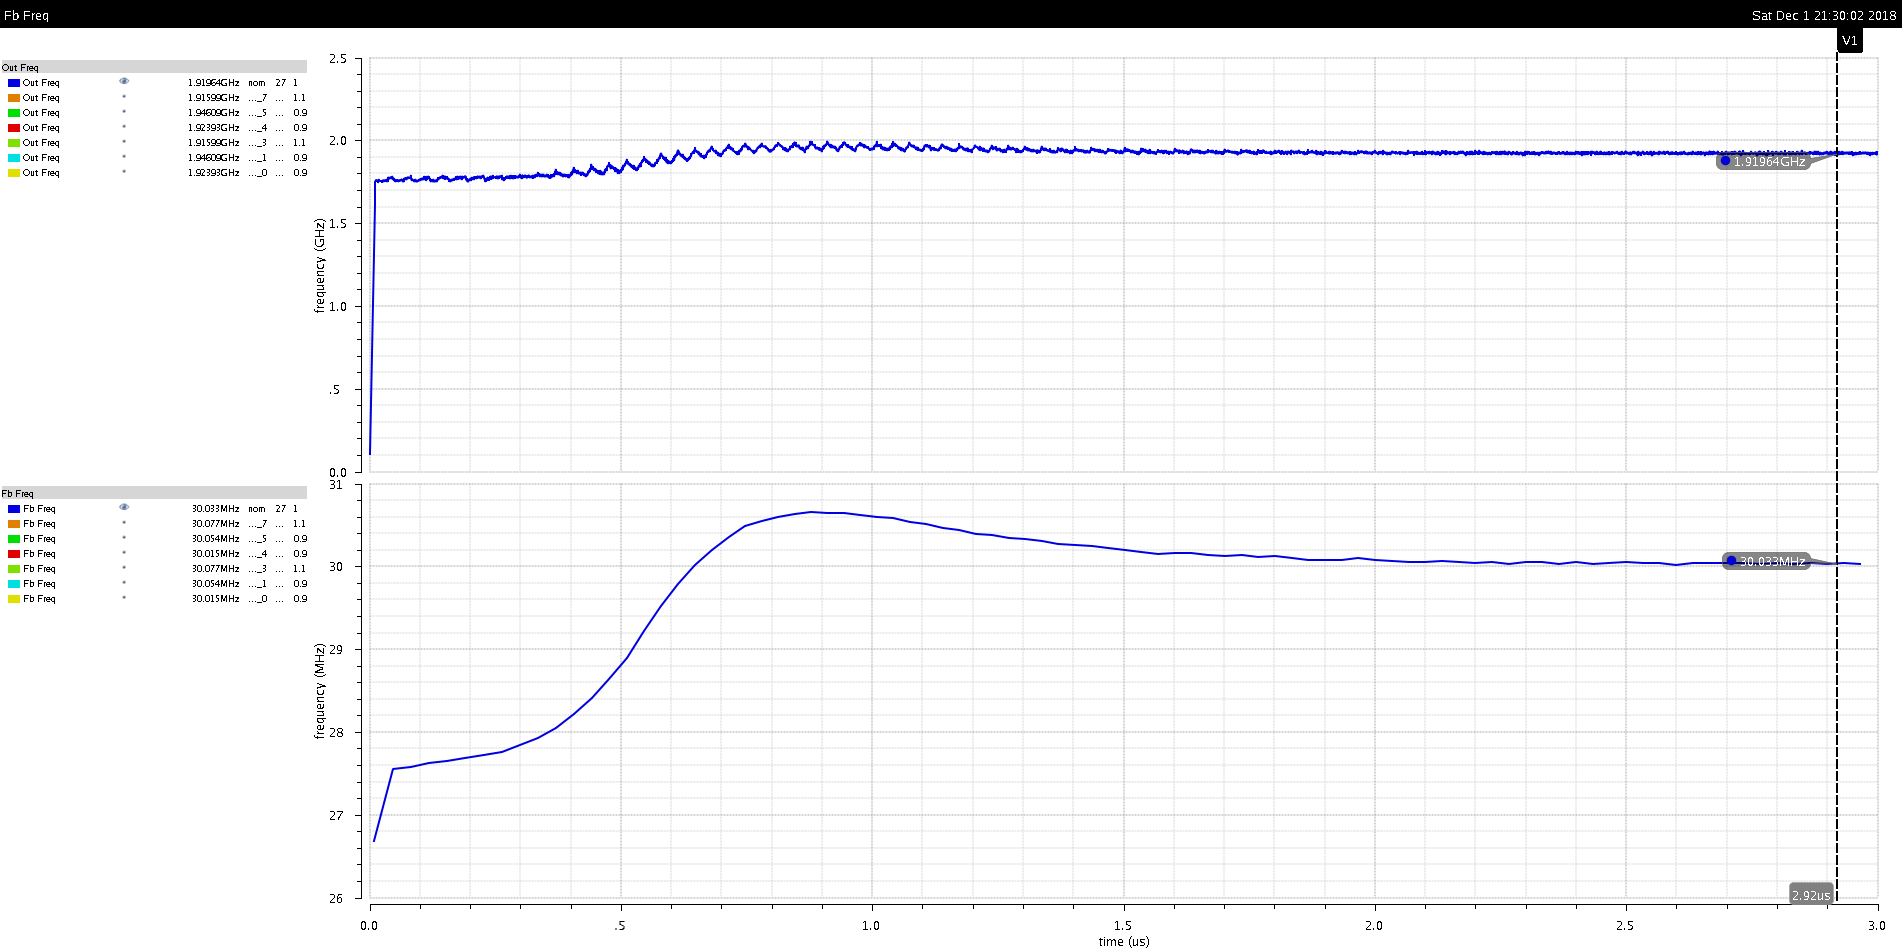 Fb Freq
Sat Dec 1 21:30:02 2018
V1
Out Freq
Out Freq 1.91964GHz nom 27 1
Out Freq 1.91599GHz ..._7 ... 1.1
Out Freq 1.94609GHz ..._5 ... 0.9
Out Freq 1.92393GHz ..._4 ... 0.9
Out Freq 1.91599GHz ..._3 ... 1.1
Out Freq 1.94609GHz ..._1 ... 0.9
Out Freq 1.92393GHz ..._0 ... 0.9
frequency (GHz)
2.5
2.0
1.5
1.0
.5
0.0
1.91964GHz
Fb Freq
Fb Freq 30.033MHz nom 27 1
Fb Freq 30.077MHz ..._7 ... 1.1
Fb Freq 30.054MHz ..._5 ... 0.9
Fb Freq 30.015MHz ..._4 ... 0.9
Fb Freq 30.077MHz ..._3 ... 1.1
Fb Freq 30.054MHz ..._1 ... 0.9
Fb Freq 30.015MHz ..._0 ... 0.9
frequency (MHz)
31
30
29
28
27
26
30.033MHz
2.92us
0.0 .5 1.0 1.5 2.0 2.5 3.0
time (us)